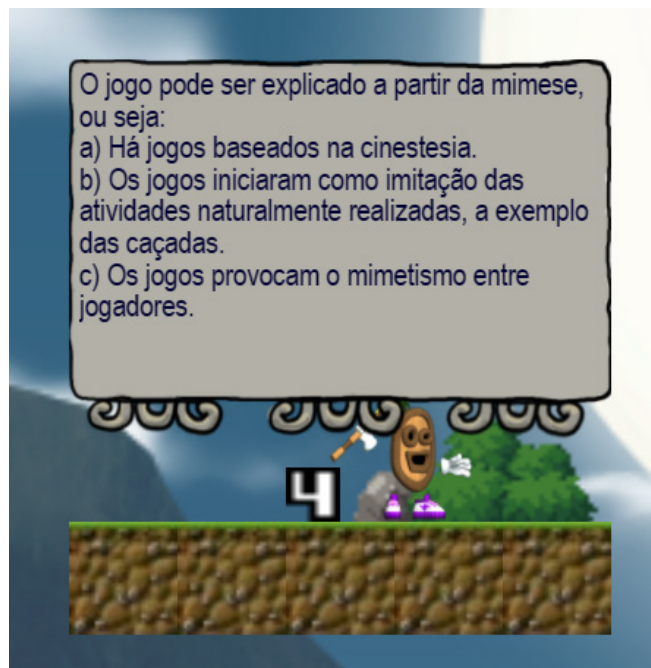 O jogo pode ser explicado a partir da mimese,
ou seja:
a) Há jogos baseados na cinestesia.
b) Os jogos iniciaram como imitação das
atividades naturalmente realizadas, a exemplo
das caçadas.
c) Os jogos provocam o mimetismo entre
jogadores.
4